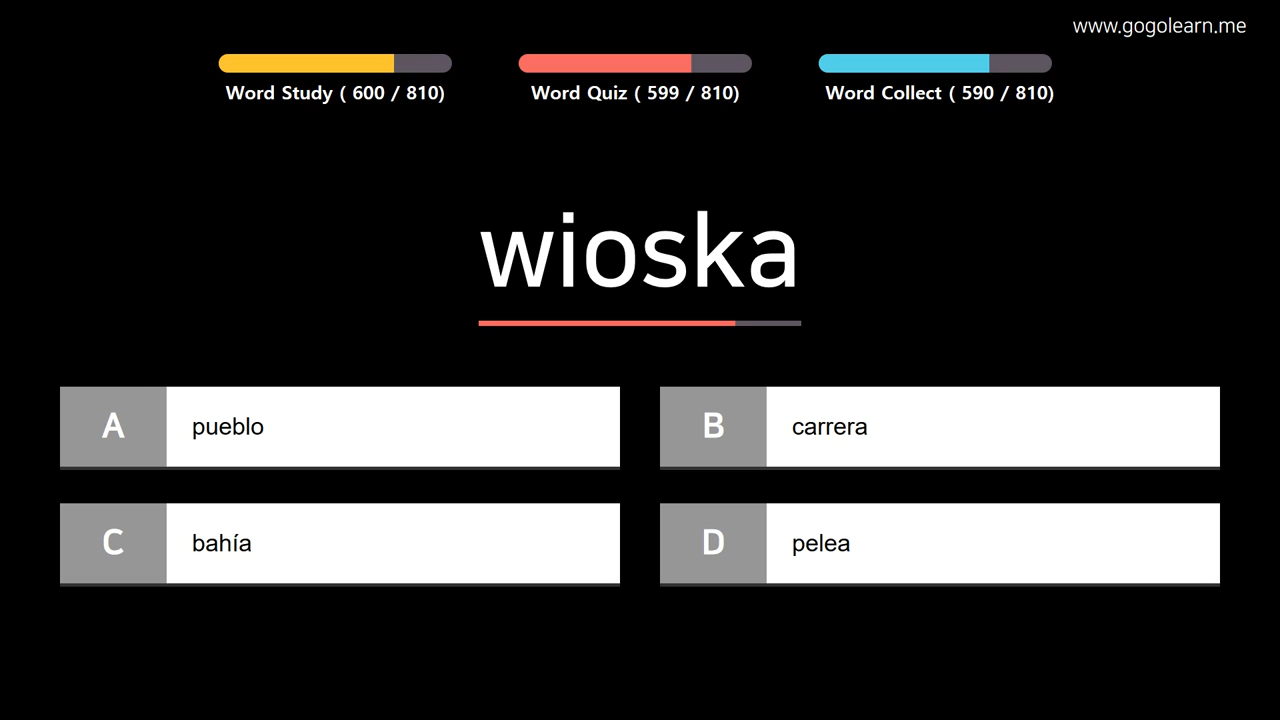 www.gogolearn.me
Word Study ( 600 / 810)
Word Quiz ( 599 / 810)
Word Collect ( 590 / 810)
wioska
A pueblo
B carrera
C bahía
D pelea